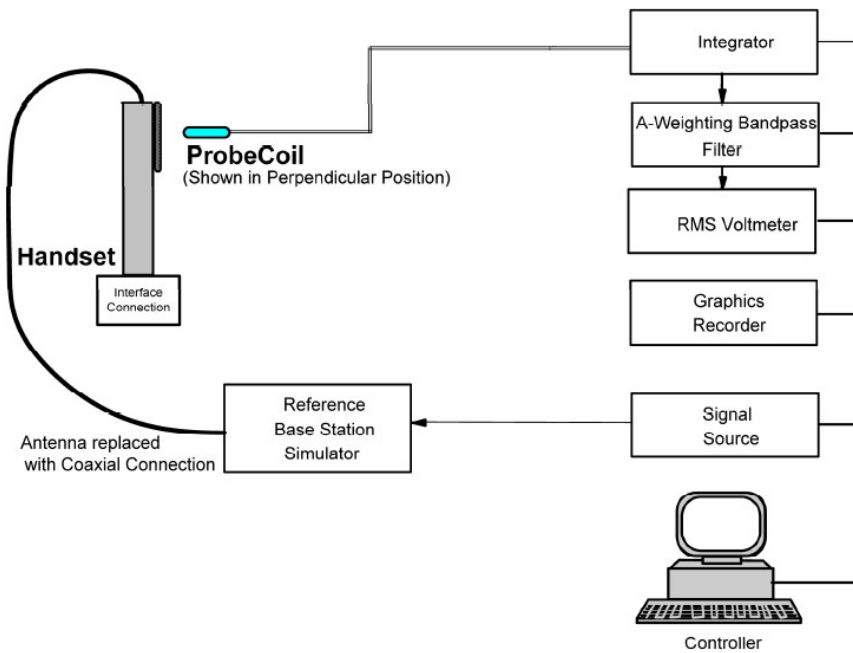 Integrator
A-Weighting Bandpass
Filter
ProbeCoil
(Shown in Perpendicular Position)
RMS Voltmeter
Handset
Interface
Connection
Graphics
Recorder
Reference
Base Station
Simulator
Signal
Source
Antenna replaced
with Coaxial Connection
Controller